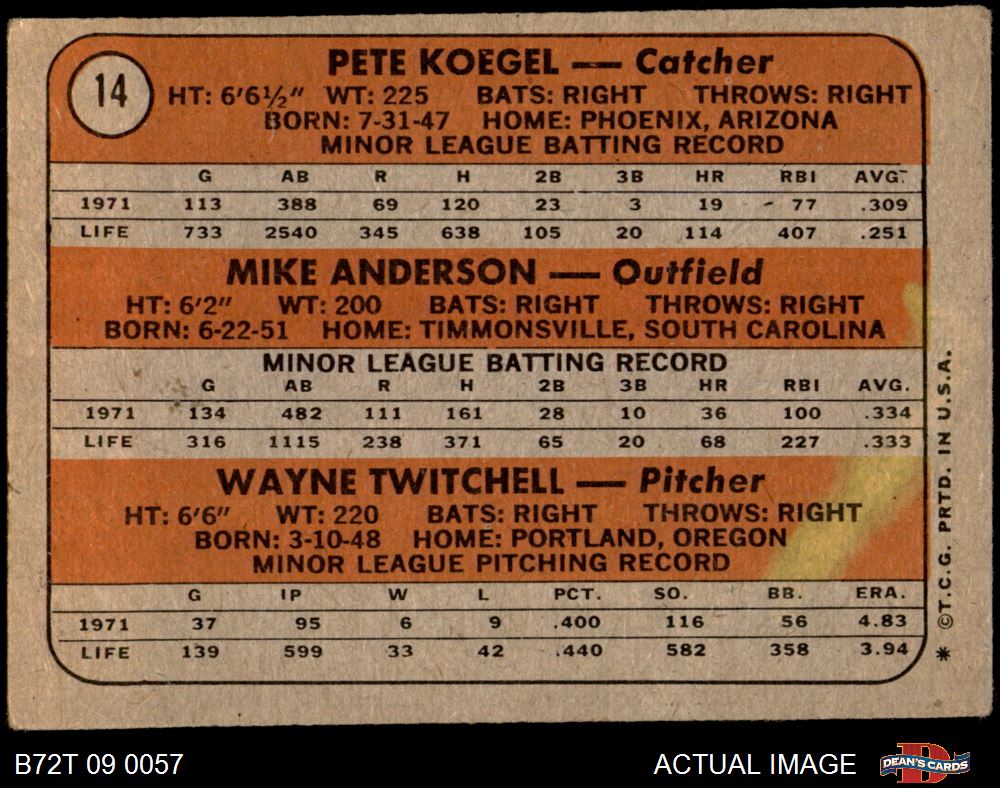 14
PETE KOEGEL — Catcher
HT: 6'6½" WT: 225 BATS: RIGHT THROWS: RIGHT
BORN: 7-31-47 HOME: PHOENIX, ARIZONA
MINOR LEAGUE BATTING RECORD
G AB R H 2B 3B HR RBI AVG.
1971 113 388 69 120 23 3 19 77 .309
LIFE 733 2540 345 638 105 20 114 407 .251
MIKE ANDERSON — Outfield
HT: 6'2" WT: 200 BATS: RIGHT THROWS: RIGHT
BORN: 6-22-51 HOME: TIMMONSVILLE, SOUTH CAROLINA
MINOR LEAGUE BATTING RECORD
G AB R H 2B 3B HR RBI AVG.
1971 134 482 111 161 28 10 36 100 .334
LIFE 316 1115 238 371 65 20 68 227 .333
WAYNE TWITCHELL — Pitcher
HT: 6'6" WT: 220 BATS: RIGHT THROWS: RIGHT
BORN: 3-10-48 HOME: PORTLAND, OREGON
MINOR LEAGUE PITCHING RECORD
G IP W L PCT. SO. BB. ERA.
1971 37 95 6 9 .400 116 56 4.83
LIFE 139 599 33 42 .440 582 358 3.94
* ©T.C.G. PRTD. IN U.S.A.
B72T 09 0057 ACTUAL IMAGE
DEAN'S CARDS